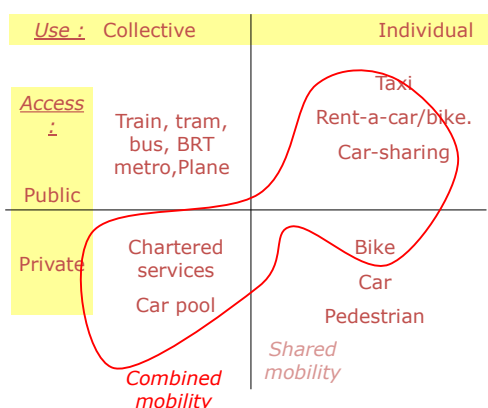 Use : Collective Individual
Access
:
Public
Private
Train, tram,
bus, BRT
metro,Plane
Taxi
Rent-a-car/bike.
Car-sharing
Chartered
services
Car pool
Bike
Car
Pedestrian
Combined
mobility
Shared
mobility